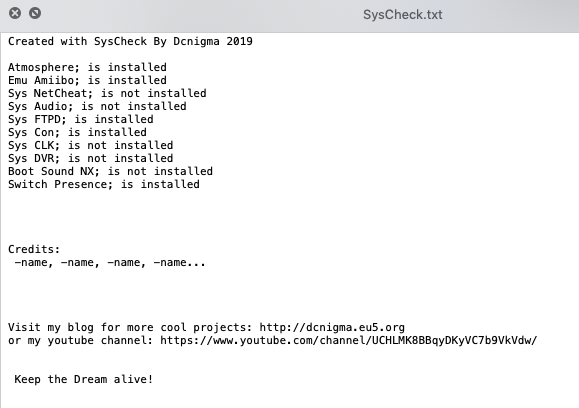 SysCheck.txt
Created with SysCheck By Dcnigma 2019
Atmosphere; is installed
Emu Amiibo; is installed
Sys NetCheat; is not installed
Sys Audio; is not installed
Sys FTPD; is installed
Sys Con; is installed
Sys CLK; is not installed
Sys DVR; is not installed
Boot Sound NX; is not installed
Switch Presence; is installed
Credits:
-name, -name, -name, -name...
Visit my blog for more cool projects: http://dcnigma.eu5.org
or my youtube channel: https://www.youtube.com/channel/UCHLMK8BBqyDKyVC7b9VkVdw/
Keep the Dream alive!